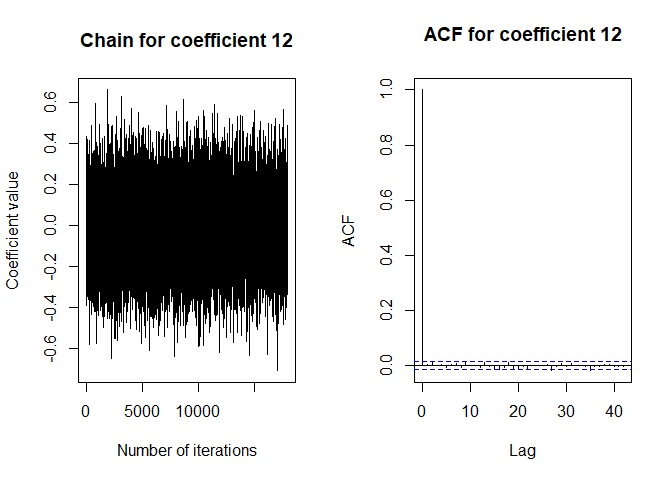 Chain for coefficient 12
Coefficient value
0.6
0.4
0.2
0.0
-0.2
-0.4
-0.6
0 5000 10000
Number of iterations
ACF for coefficient 12
ACF
1.0
0.8
0.6
0.4
0.2
0.0
0 10 20 30 40
Lag